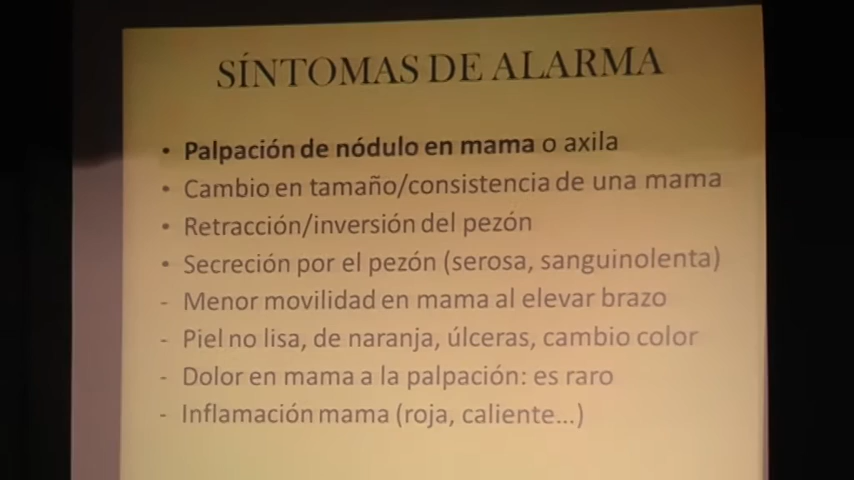 SÍNTOMAS DE ALARMA
• Palpación de nódulo en mama o axila
• Cambio en tamaño/consistencia de una mama
• Retracción/inversión del pezón
• Secreción por el pezón (serosa, sanguinolenta)
- Menor movilidad en mama al elevar brazo
- Piel no lisa, de naranja, úlceras, cambio color
- Dolor en mama a la palpación: es raro
- Inflamación mama (roja, caliente...)